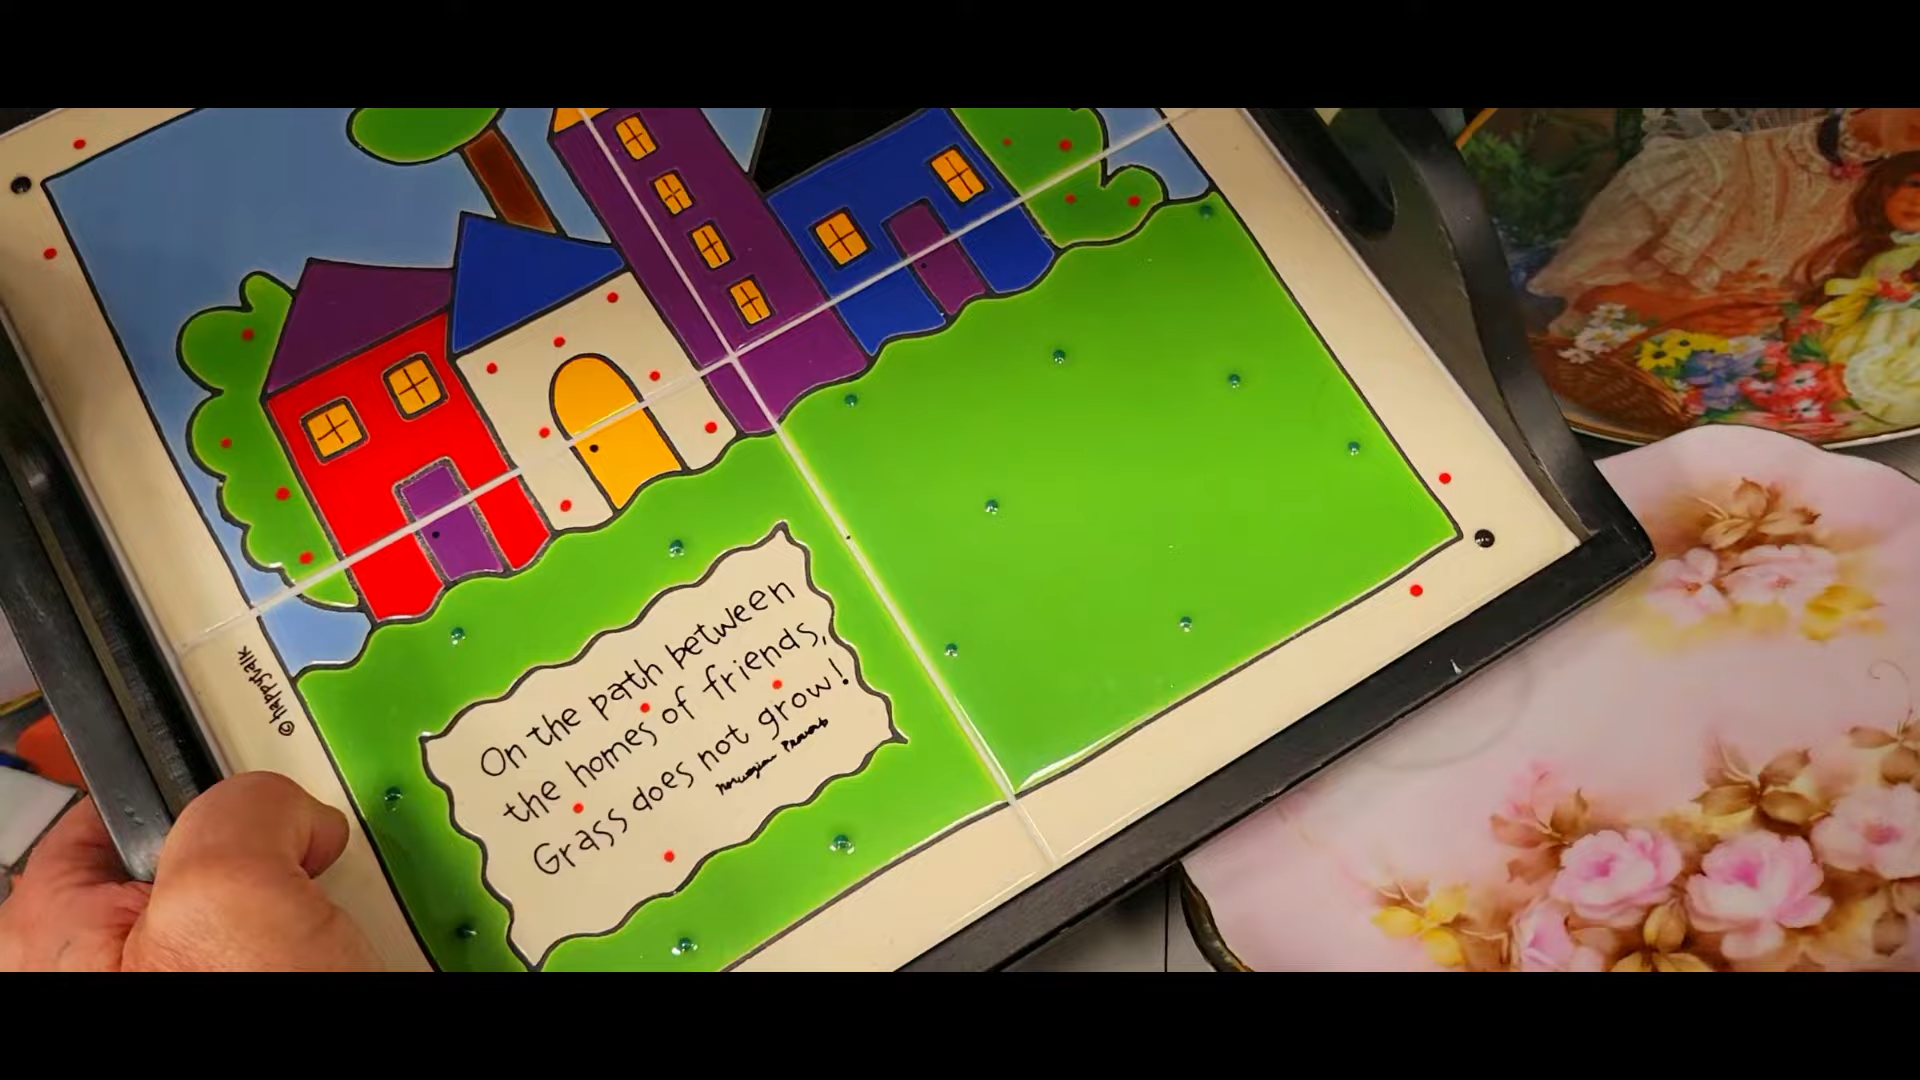 On the path between
the homes of friends,
Grass does not grow!
norwegian Proverb
© happytalk